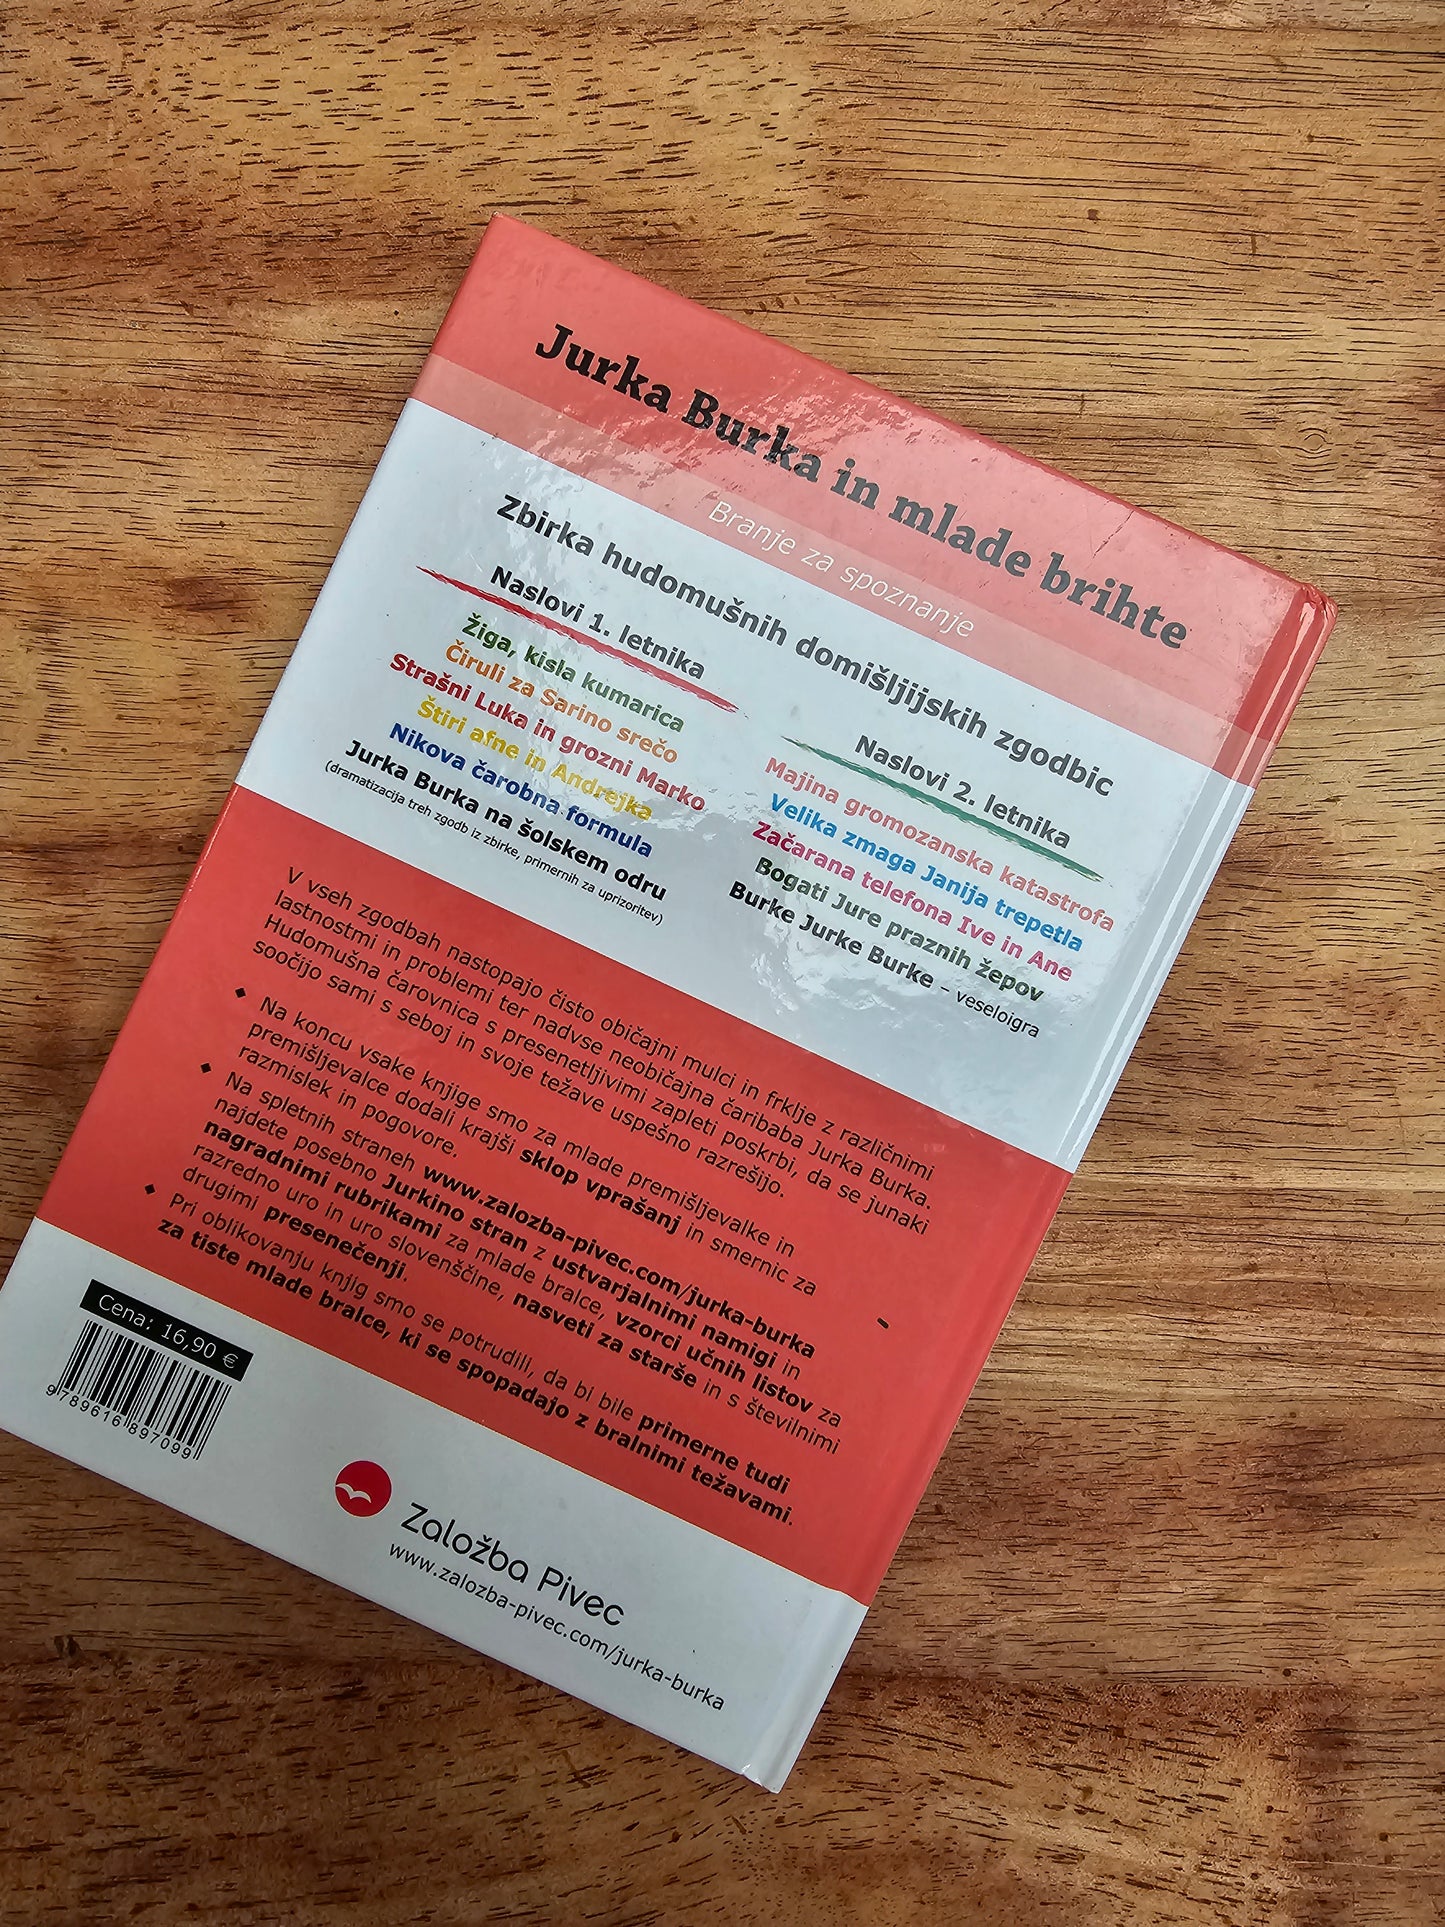 Jurka Burka in mlade brihte
Branje za spoznanje
Zbirka hudomušnih domišljijskih zgodbic
Naslovi 1. letnika
Žiga, kisla kumarica
Čiruli za Sarino srečo
Strašni Luka in grozni Marko
Štiri afne in Andrejka
Nikova čarobna formula
Jurka Burka na šolskem odru
(dramatizacija treh zgodb iz zbirke, primernih za uprizoritev)
Naslovi 2. letnika
Majina gromozanska katastrofa
Velika zmaga Janija trepetla
Začarana telefona Ive in Ane
Bogati Jure praznih žepov
Burke Jurke Burke – veseloigra
V vseh zgodbah nastopajo čisto običajni mulci in frklje z različnimi
lastnostmi in problemi ter nadvse neobičajna čaribaba Jurka Burka.
Hudomušna čarovnica s presenetljivimi zapleti poskrbi, da se junaki
soočijo sami s seboj in svoje težave uspešno razrešijo.
◆ Na koncu vsake knjige smo za mlade premišljevalke in
premišljevalce dodali krajši sklop vprašanj in smernic za
razmislek in pogovore.
◆ Na spletnih straneh www.zalozba-pivec.com/jurka-burka
najdete posebno Jurkino stran z ustvarjalnimi namigi in
nagradnimi rubrikami za mlade bralce, vzorci učnih listov za
razredno uro in uro slovenščine, nasveti za starše in s številnimi
drugimi presenečenji.
◆ Pri oblikovanju knjig smo se potrudili, da bi bile primerne tudi
za tiste mlade bralce, ki se spopadajo z bralnimi težavami.
Cena: 16,90 €
9789616897099
Založba Pivec
www.zalozba-pivec.com/jurka-burka